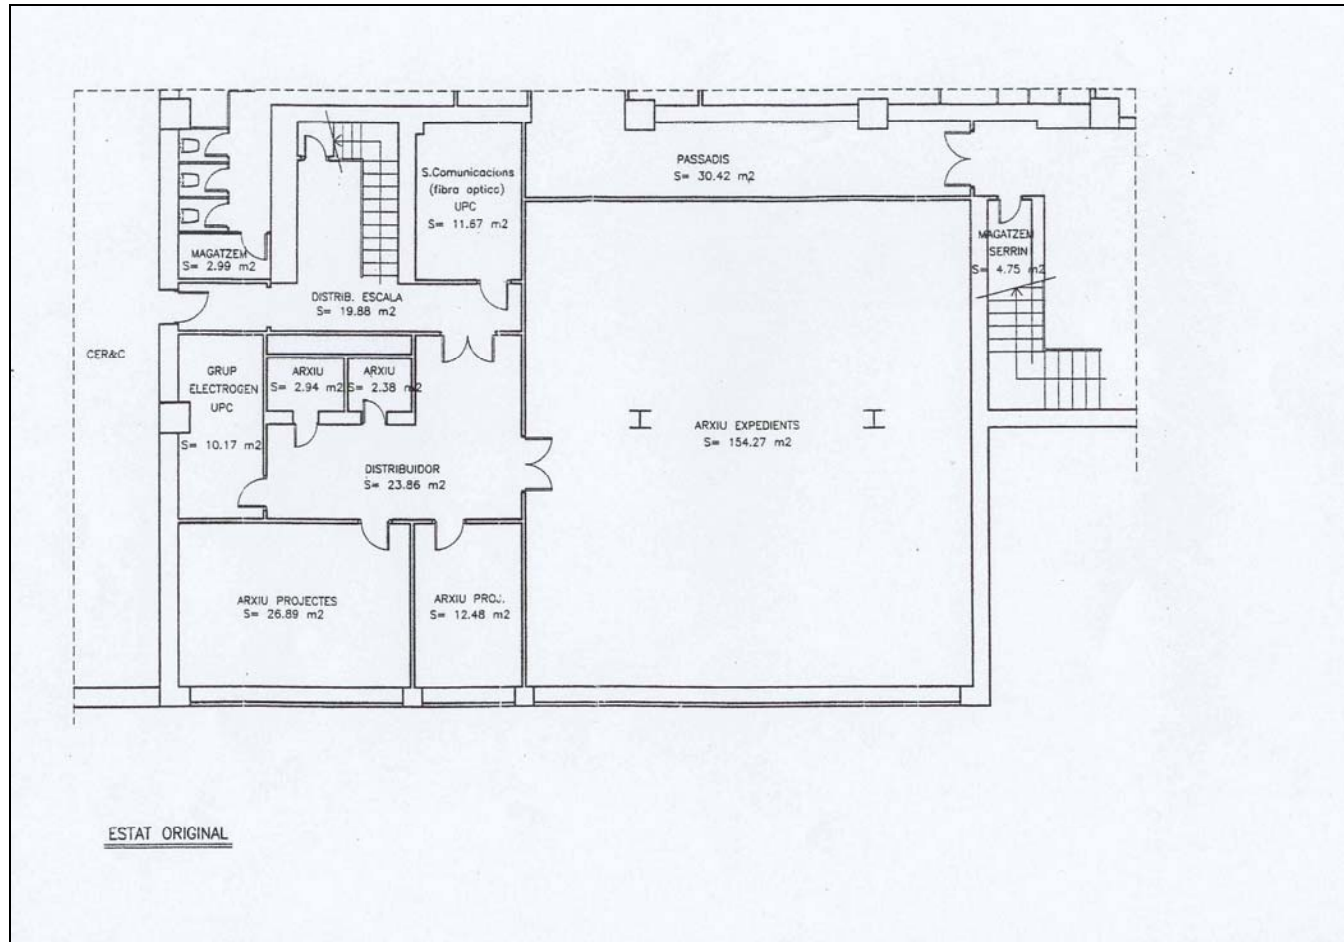 PASSADIS
S= 30.42 m2
S.Comunicacions
(fibra optica)
UPC
S= 11.67 m2
MAGATZEM
S= 2.99 m2
MAGATZEM
SERRIN
S= 4.75 m2
DISTRIB. ESCALA
S= 19.88 m2
CER&C
GRUP
ELECTROGEN
UPC
S= 10.17 m2
ARXIU
S= 2.94 m2
ARXIU
S= 2.38 m2
ARXIU EXPEDIENTS
S= 154.27 m2
DISTRIBUIDOR
S= 23.86 m2
ARXIU PROJECTES
S= 26.89 m2
ARXIU PROJ.
S= 12.48 m2
ESTAT ORIGINAL